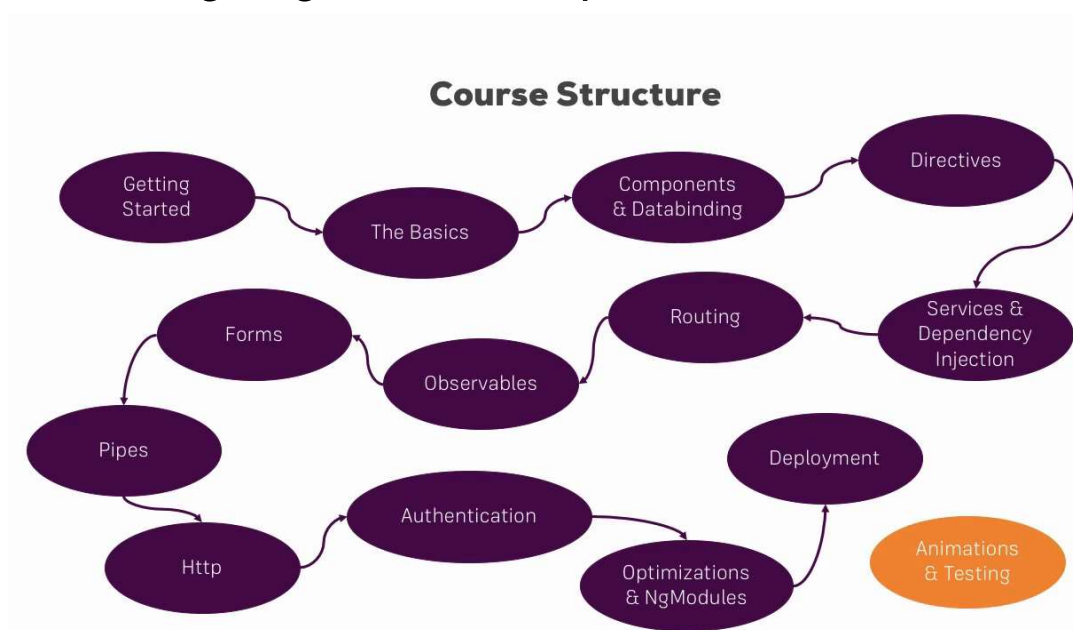 Course Structure
Getting
Started
The Basics
Components
& Databinding
Directives
Services &
Dependency
Injection
Routing
Observables
Forms
Pipes
Http
Authentication
Optimizations
& NgModules
Deployment
Animations
& Testing